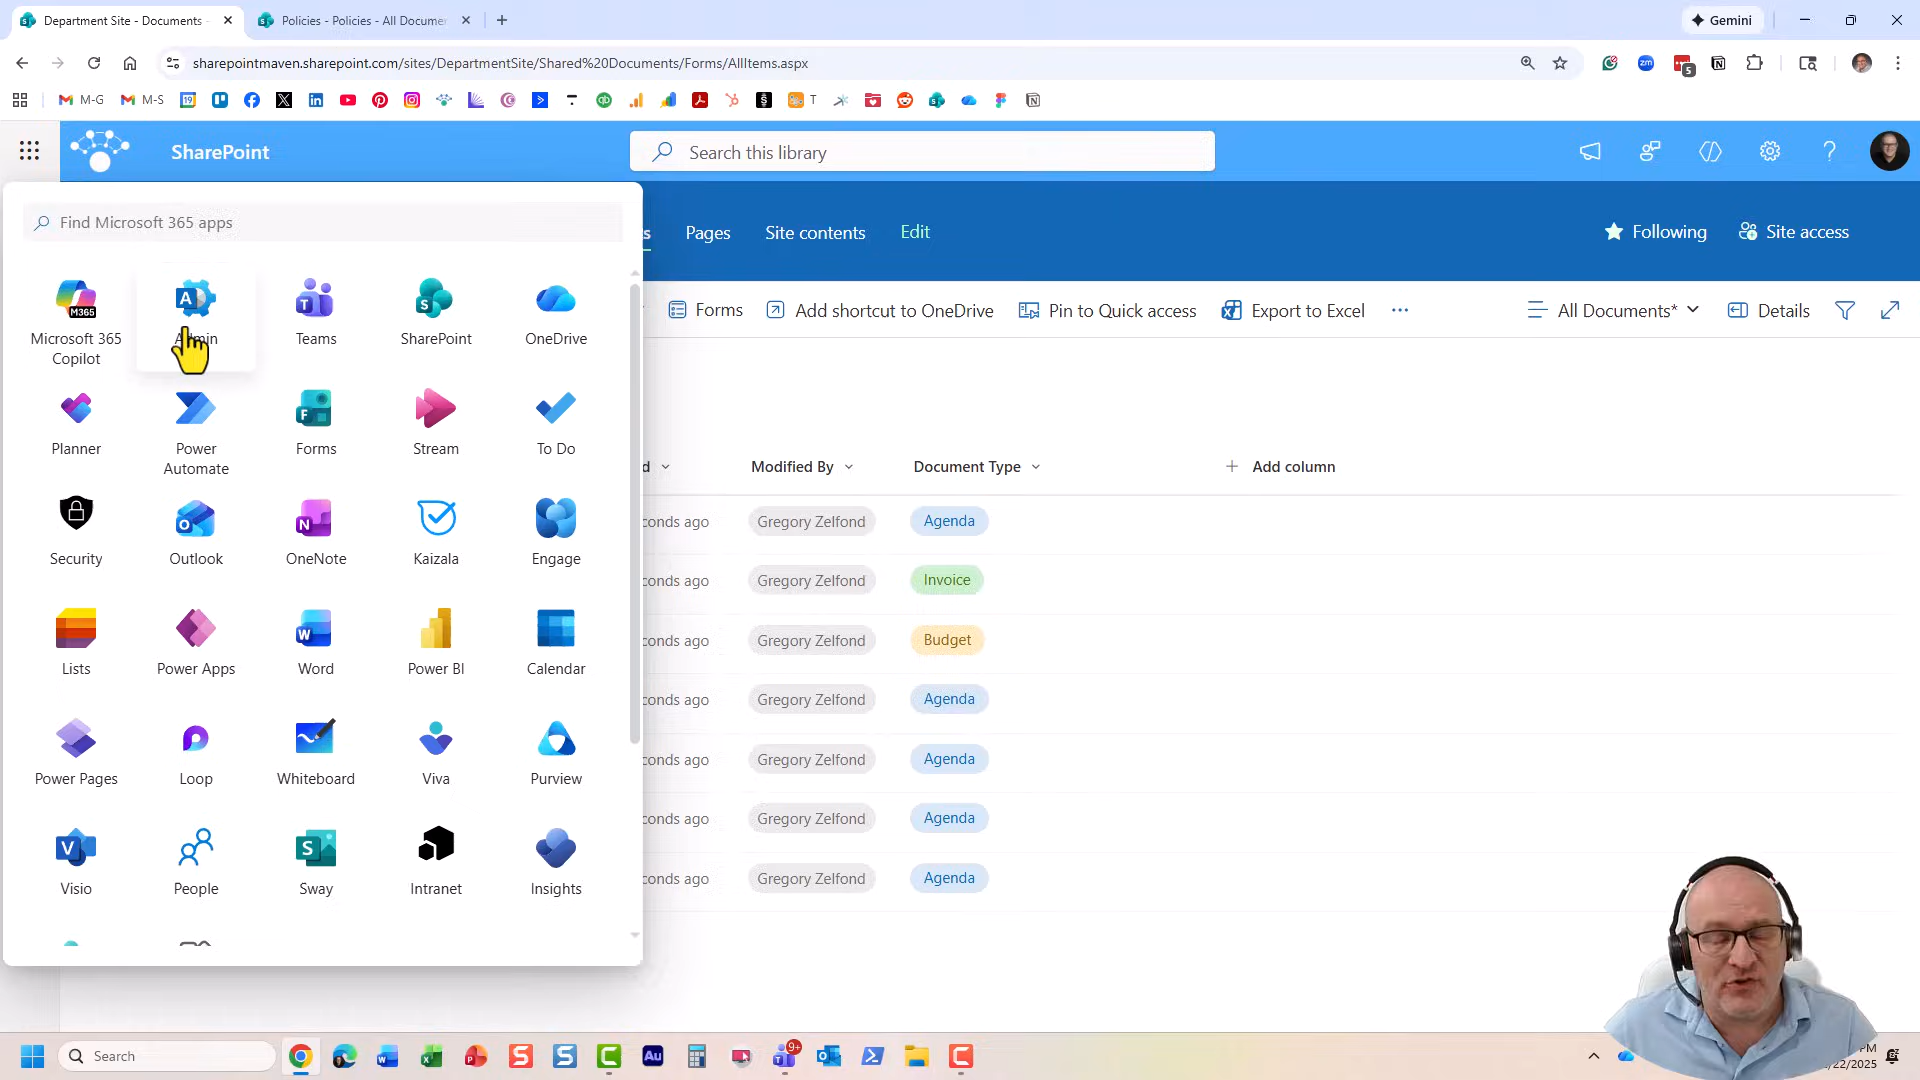 Department Site - Documents -
Policies - Policies - All Documen
Gemini
sharepointmaven.sharepoint.com/sites/DepartmentSite/Shared%20Documents/Forms/AllItems.aspx
M-G
M-S
T
SharePoint
Search this library
Find Microsoft 365 apps
Pages
Site contents
Edit
Following
Site access
Forms
Add shortcut to OneDrive
Pin to Quick access
Export to Excel
All Documents*
Details
Microsoft 365
Copilot
Admin
Teams
SharePoint
OneDrive
Planner
Power
Automate
Forms
Stream
To Do
Security
Outlook
OneNote
Kaizala
Engage
Lists
Power Apps
Word
Power BI
Calendar
Power Pages
Loop
Whiteboard
Viva
Purview
Visio
People
Sway
Intranet
Insights
d
Modified By
Document Type
Add column
conds ago
Gregory Zelfond
Agenda
conds ago
Gregory Zelfond
Invoice
conds ago
Gregory Zelfond
Budget
conds ago
Gregory Zelfond
Agenda
conds ago
Gregory Zelfond
Agenda
conds ago
Gregory Zelfond
Agenda
conds ago
Gregory Zelfond
Agenda
Search
9+
PM
/22/2025